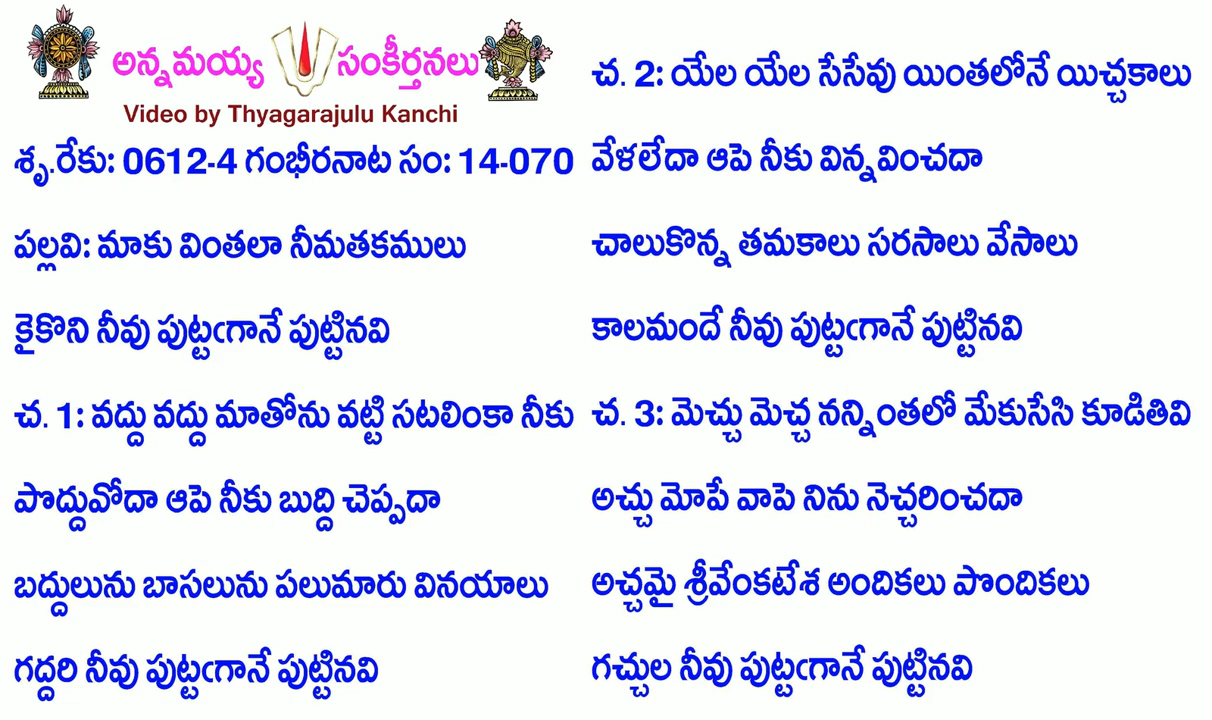 అన్నమయ్య సంకీర్తనలు
Video by Thyagarajulu Kanchi
శృ.రేకు: 0612-4 గంభీరనాట సం: 14-070
పల్లవి: మాకు వింతలా నీమతకములు
కైకొని నీవు పుట్టఁగానే పుట్టినవి
చ. 1: వద్దు వద్దు మాతోను వట్టి సటలింకా నీకు
పొద్దువోదా ఆపె నీకు బుద్ది చెప్పదా
బద్దులును బాసలును పలుమారు వినయాలు
గద్దరి నీవు పుట్టఁగానే పుట్టినవి
చ. 2: యేల యేల సేసేవు యింతలోనే యిచ్చకాలు
వేళలేదా ఆపె నీకు విన్నవించదా
చాలుకొన్న తమకాలు సరసాలు వేసాలు
కాలమందే నీవు పుట్టఁగానే పుట్టినవి
చ. 3: మెచ్చు మెచ్చ నన్నింతలో మేకుసేసి కూడితివి
అచ్చు మోపే వాపె నిను నెచ్చరించదా
అచ్చమై శ్రీవేంకటేశ అందికలు పొందికలు
గచ్చుల నీవు పుట్టఁగానే పుట్టినవి